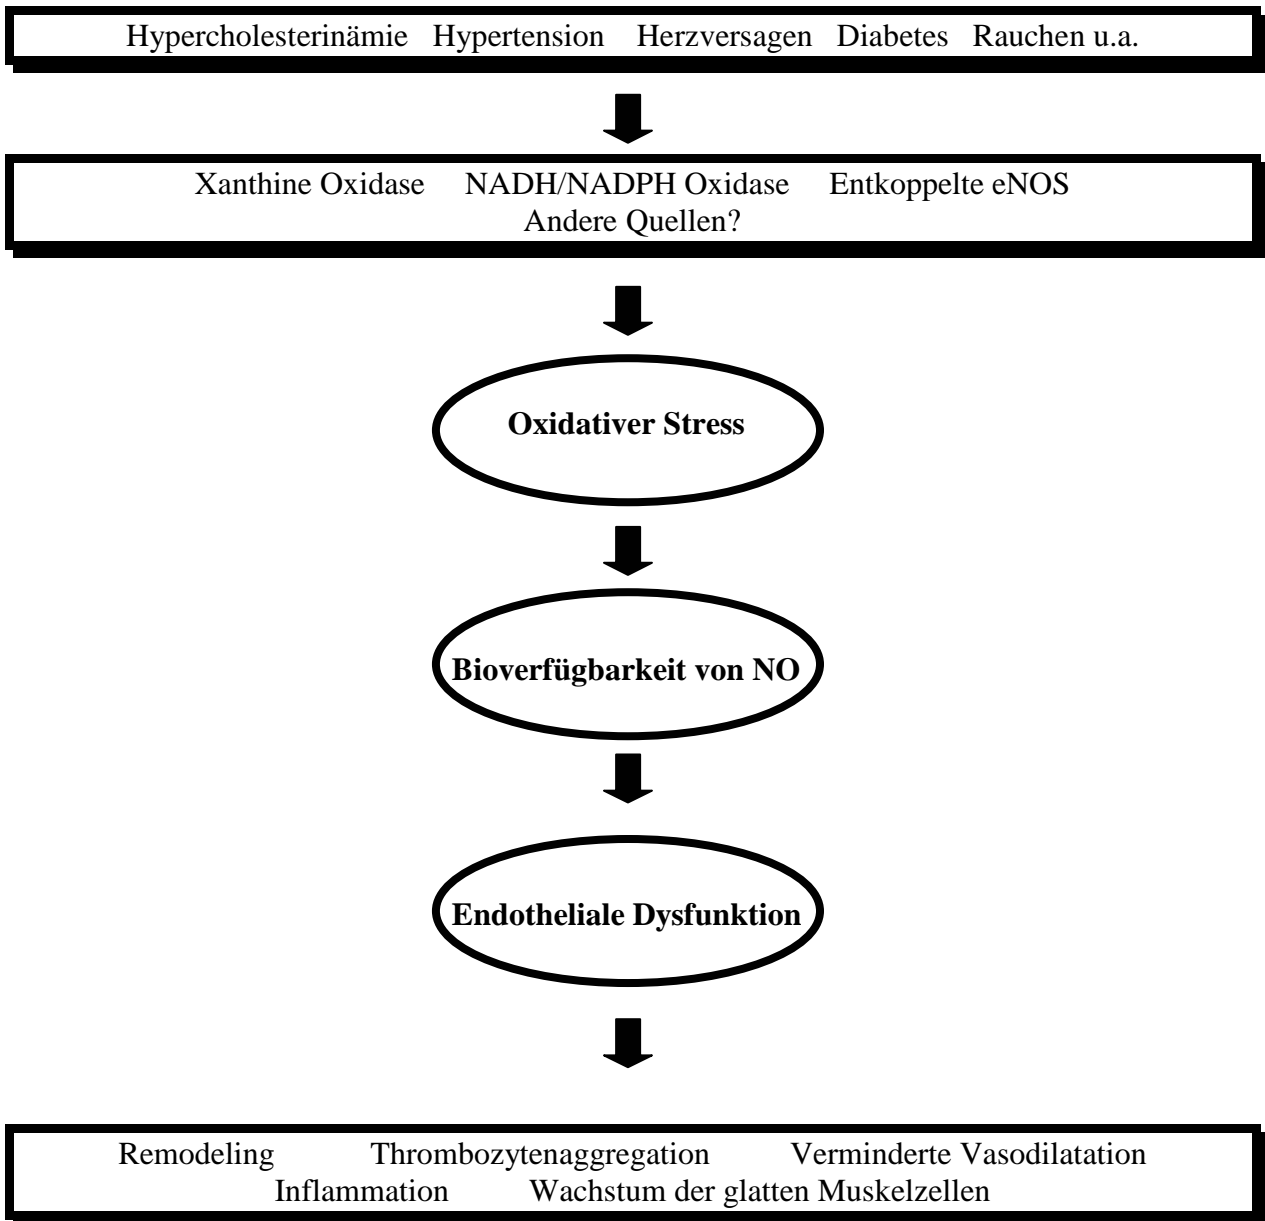 Hypercholesterinämie Hypertension Herzversagen Diabetes Rauchen u.a.
Xanthine Oxidase NADH/NADPH Oxidase Entkoppelte eNOS
Andere Quellen?
Oxidativer Stress
Bioverfügbarkeit von NO
Endotheliale Dysfunktion
Remodeling Thrombozytenaggregation Verminderte Vasodilatation
Inflammation Wachstum der glatten Muskelzellen